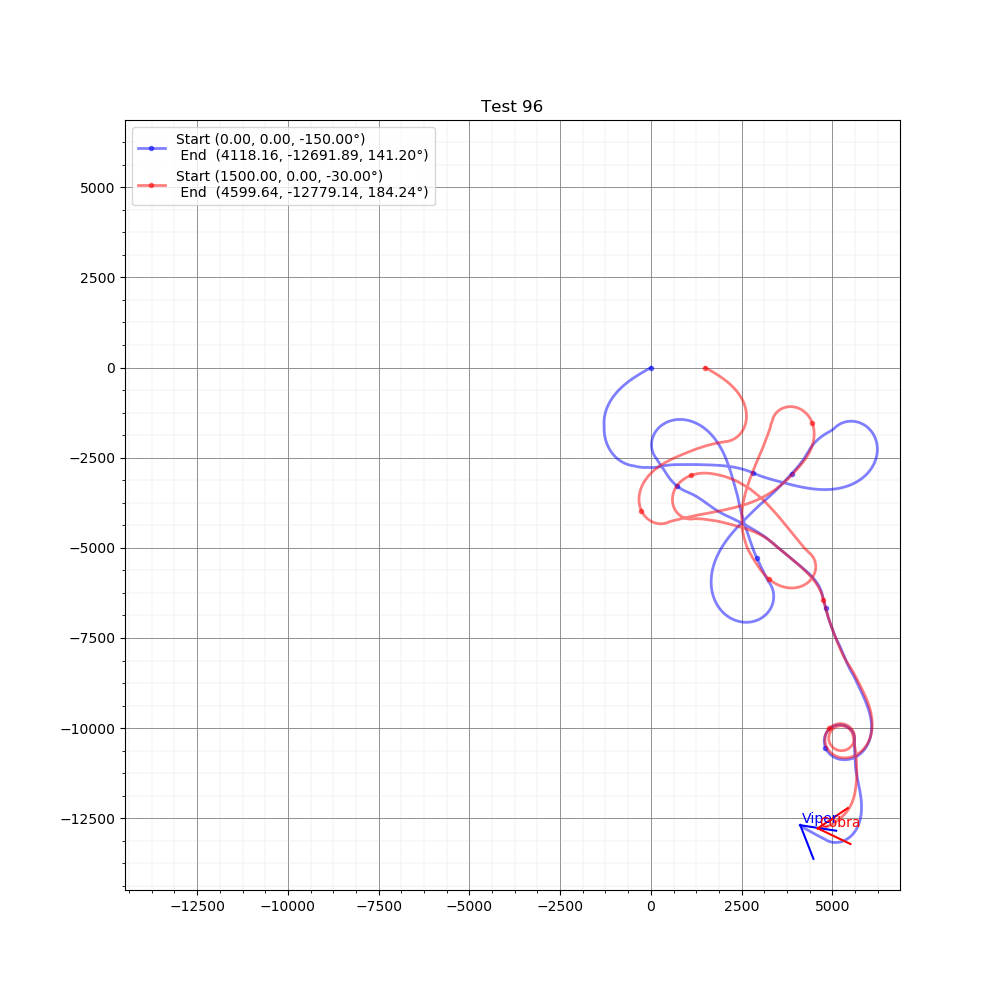 Test 96
Start (0.00, 0.00, -150.00°)
End  (4118.16, -12691.89, 141.20°)
Start (1500.00, 0.00, -30.00°)
End  (4599.64, -12779.14, 184.24°)
5000
2500
0
−2500
−5000
−7500
−10000
−12500
Viper
Cobra
−12500
−10000
−7500
−5000
−2500
0
2500
5000